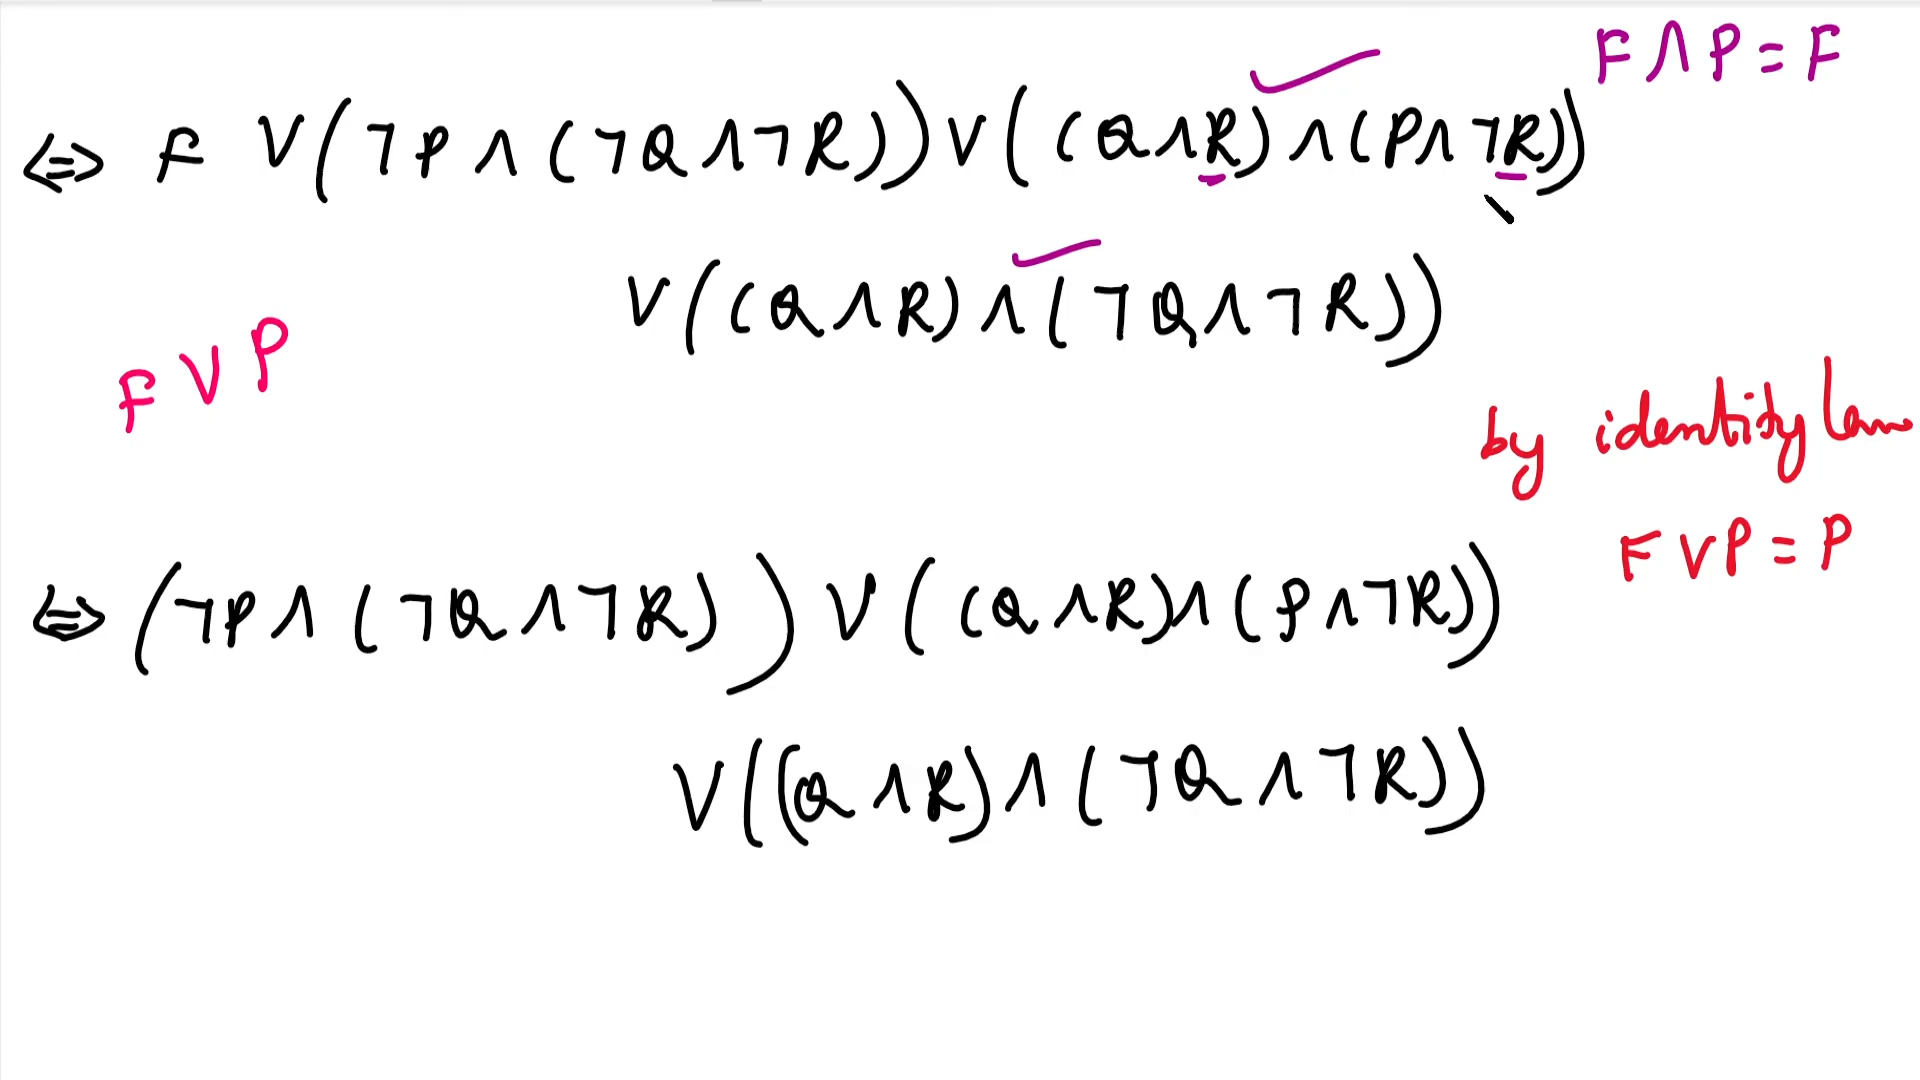 F ∧ P = F
⇔ F ∨ (¬P ∧ (¬Q ∧ ¬R)) ∨ ((Q ∧ R) ∧ (P ∧ ¬R))
∨ ((Q ∧ R) ∧ (¬Q ∧ ¬R))
F ∨ P
by identity law
F ∨ P = P
⇔ (¬P ∧ (¬Q ∧ ¬R)) ∨ ((Q ∧ R) ∧ (P ∧ ¬R))
∨ ((Q ∧ R) ∧ (¬Q ∧ ¬R))